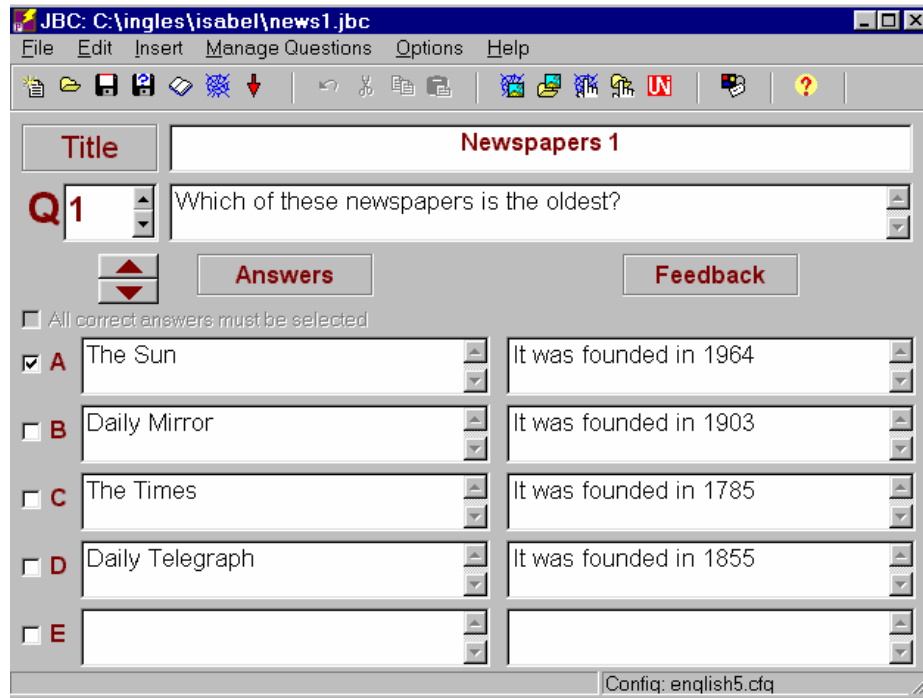 JBC: C:\ingles\isabel\news1.jbc
File Edit Insert Manage Questions Options Help
Title Newspapers 1
Q 1 Which of these newspapers is the oldest?
Answers Feedback
All correct answers must be selected
A The Sun It was founded in 1964
B Daily Mirror It was founded in 1903
C The Times It was founded in 1785
D Daily Telegraph It was founded in 1855
E
Config: english5.cfg